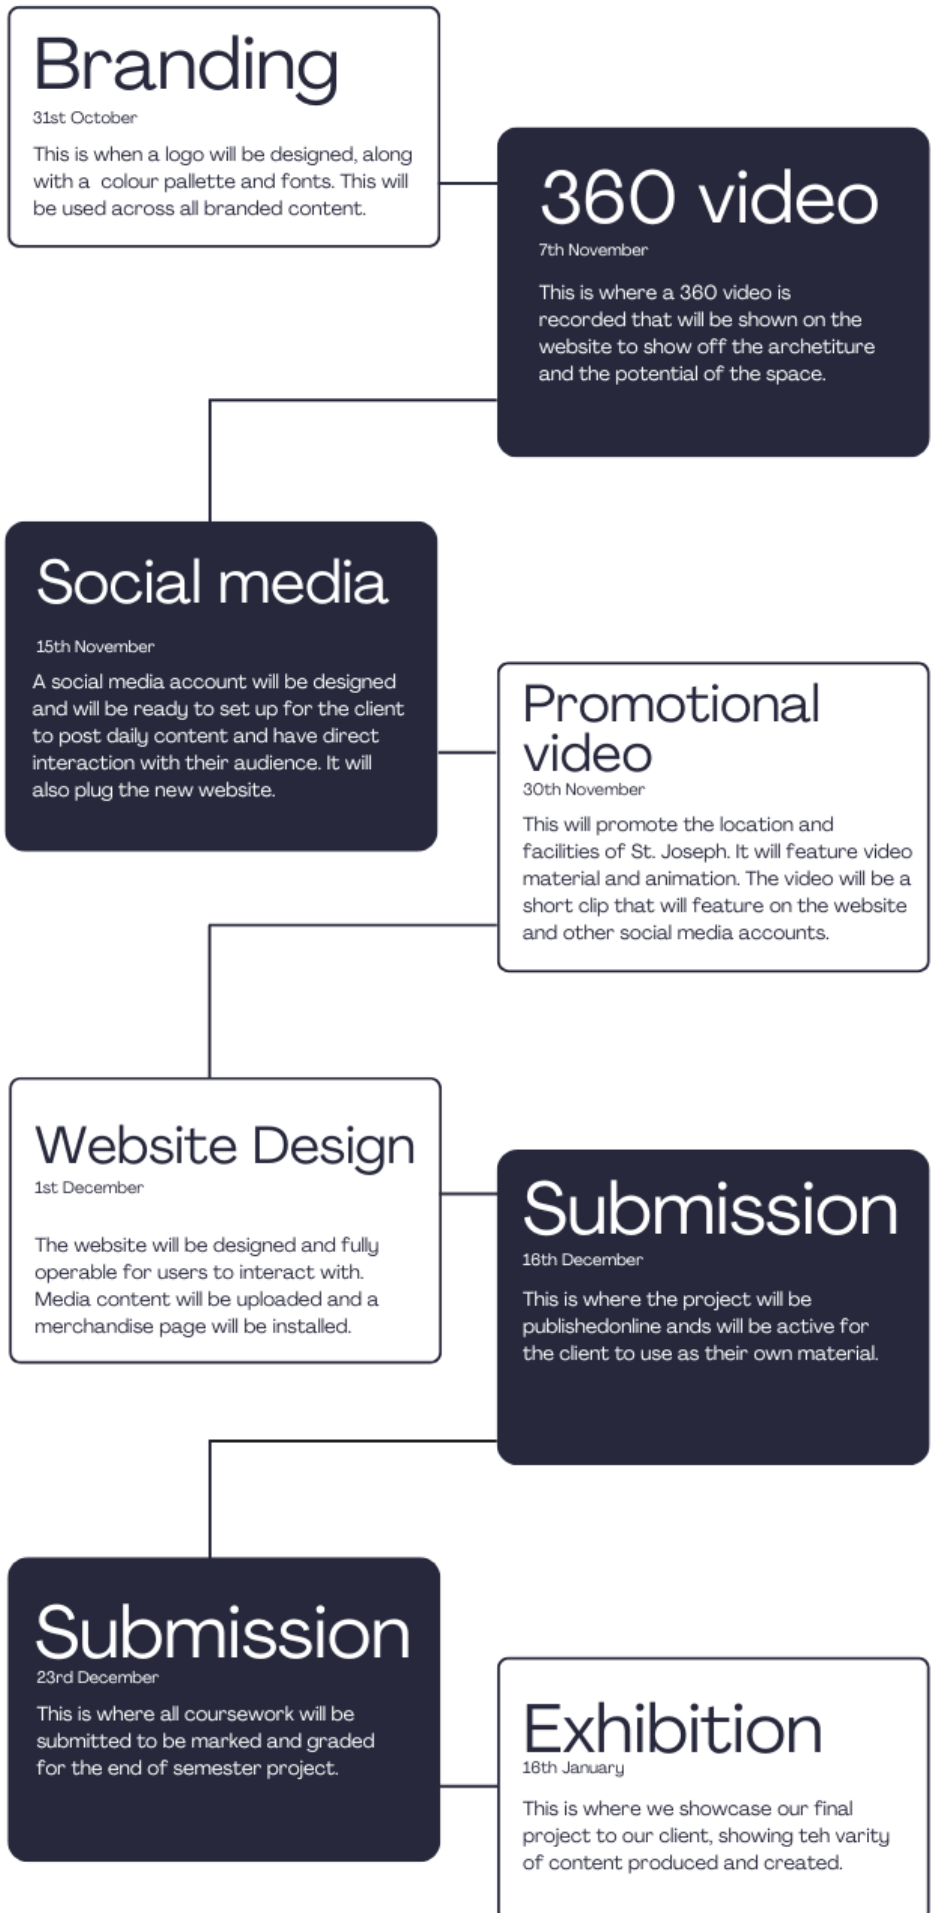 Branding
31st October
This is when a logo will be designed, along
with a  colour pallette and fonts. This will
be used across all branded content.
360 video
7th November
This is where a 360 video is
recorded that will be shown on the
website to show off the archetiture
and the potential of the space.
Social media
15th November
A social media account will be designed
and will be ready to set up for the client
to post daily content and have direct
interaction with their audience. It will
also plug the new website.
Promotional
video
30th November
This will promote the location and
facilities of St. Joseph. It will feature video
material and animation. The video will be a
short clip that will feature on the website
and other social media accounts.
Website Design
1st December
The website will be designed and fully
operable for users to interact with.
Media content will be uploaded and a
merchandise page will be installed.
Submission
16th December
This is where the project will be
publishedonline ands will be active for
the client to use as their own material.
Submission
23rd December
This is where all coursework will be
submitted to be marked and graded
for the end of semester project.
Exhibition
16th January
This is where we showcase our final
project to our client, showing teh varity
of content produced and created.